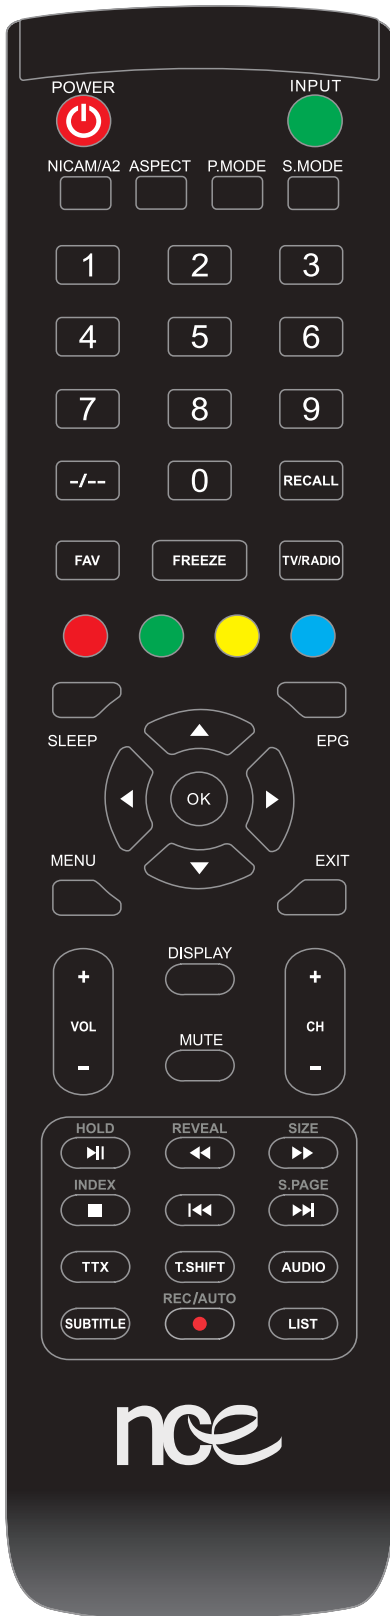 POWER INPUT
NICAM/A2 ASPECT P.MODE S.MODE
1 2 3
4 5 6
7 8 9
-/-- 0 RECALL
FAV FREEZE TV/RADIO
SLEEP EPG
OK
MENU EXIT
+ DISPLAY +
VOL MUTE CH
- -
HOLD REVEAL SIZE
INDEX S.PAGE
TTX T.SHIFT AUDIO
REC/AUTO
SUBTITLE LIST
nce